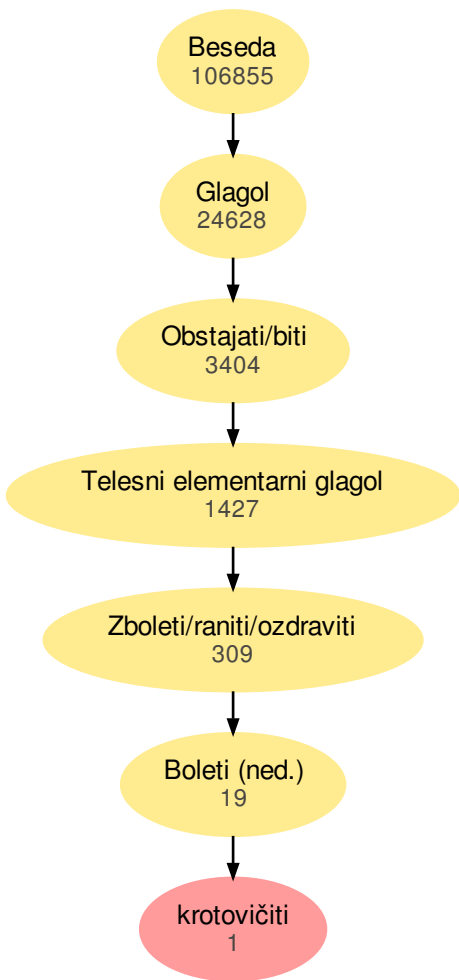 Beseda
106855
Glagol
24628
Obstajati/biti
3404
Telesni elementarni glagol
1427
Zboleti/raniti/ozdraviti
309
Boleti (ned.)
19
krotovičiti
1